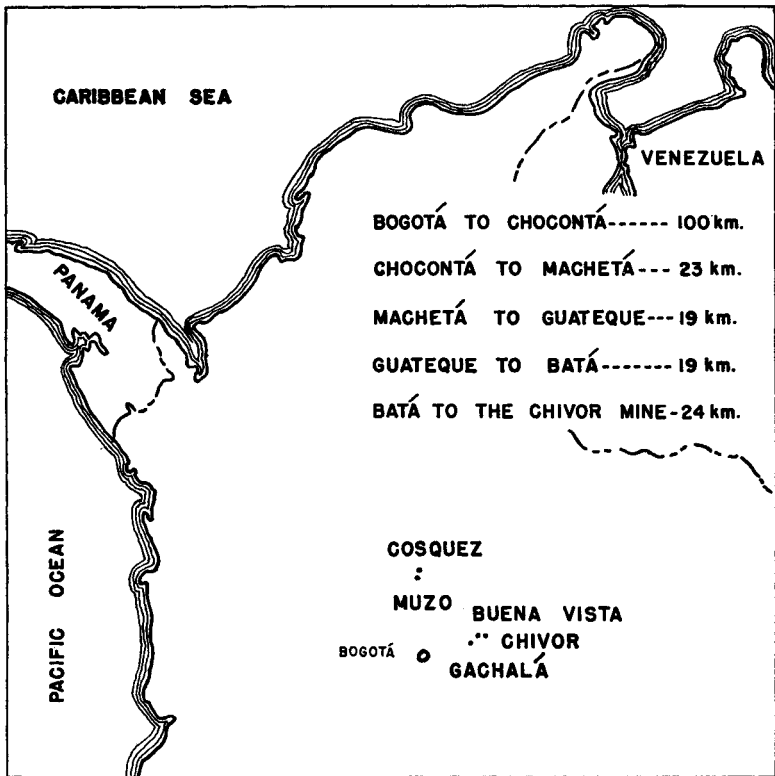 CARIBBEAN SEA
VENEZUELA
BOGOTÁ TO CHOCONTÁ------ 100 km.
CHOCONTÁ TO MACHETÁ--- 23 km.
PANAMA
MACHETÁ TO GUATEQUE--- 19 km.
GUATEQUE TO BATÁ------- 19 km.
BATÁ TO THE CHIVOR MINE-24 km.
PACIFIC OCEAN
COSQUEZ
MUZO
BUENA VISTA
CHIVOR
BOGOTÁ
GACHALÁ